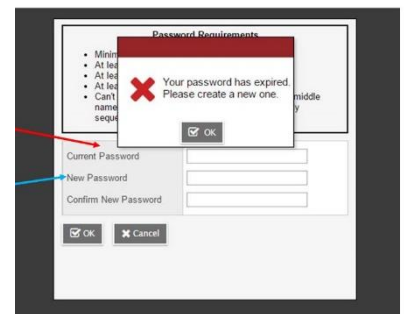 Password Requirements
• Minim
• At lea
• At lea
• At lea
• Can't middle
name y
seque
Your password has expired.
Please create a new one.
OK
Current Password
New Password
Confirm New Password
OK Cancel